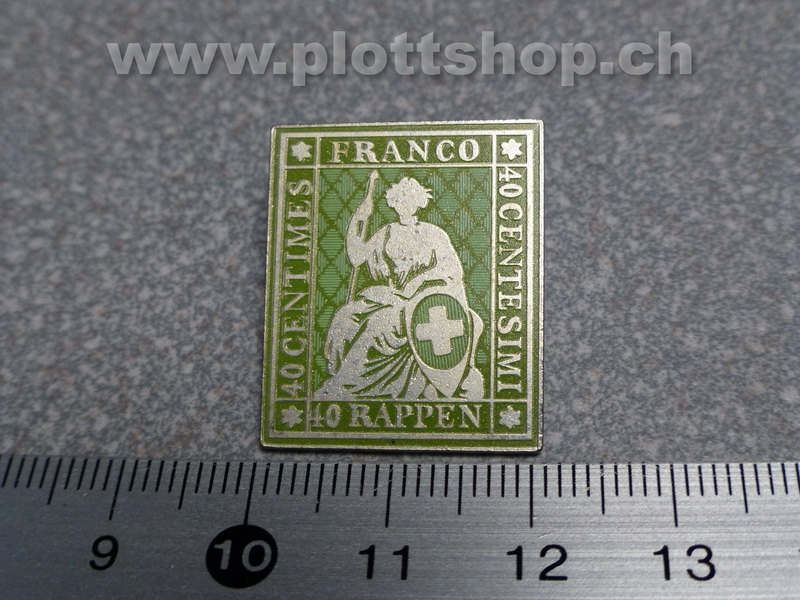 www.plottshop.ch
FRANCO
40 CENTIMES
40 CENTESIMI
40 RAPPEN
9 10 11 12 13